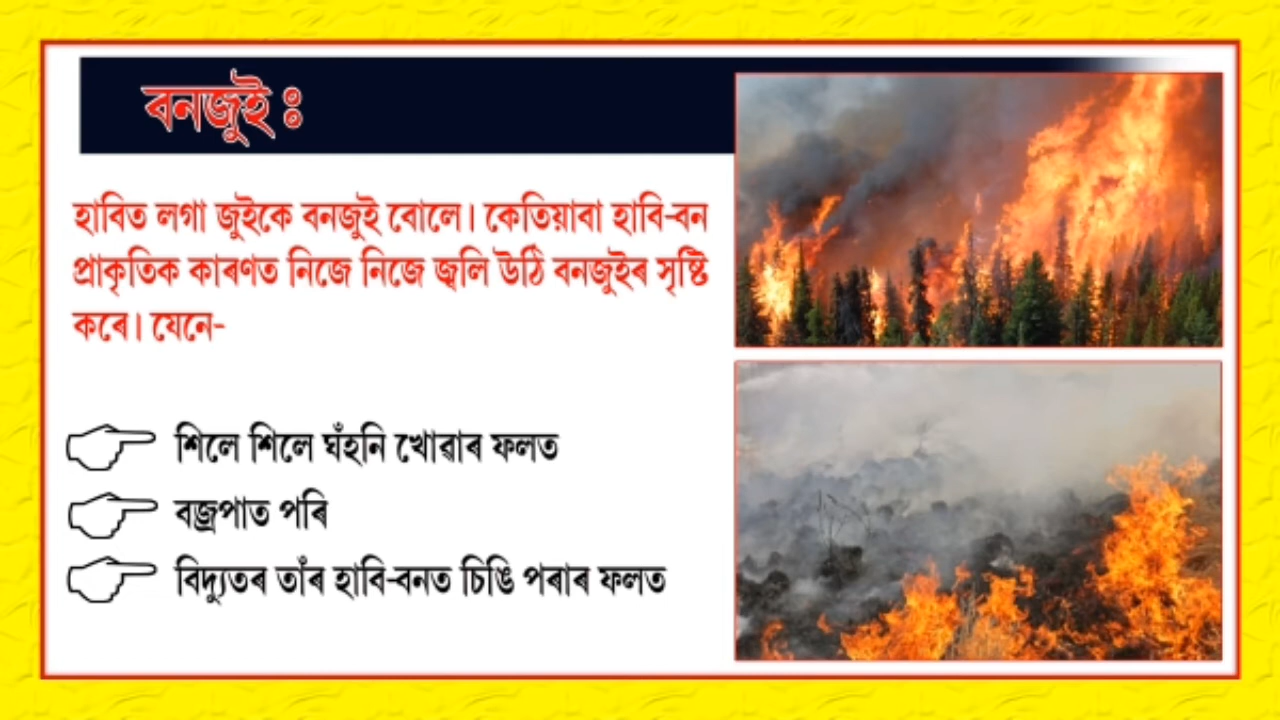 বনজুই ঃ
হাবিত লগা জুইকে বনজুই বোলে। কেতিয়াবা হাবি-বন
প্ৰাকৃতিক কাৰণত নিজে নিজে জ্বলি উঠি বনজুইৰ সৃষ্টি
কৰে। যেনে-
শিলে শিলে ঘঁহনি খোৱাৰ ফলত
বজ্ৰপাত পৰি
বিদ্যুতৰ তাঁৰ হাবি-বনত চিঙি পৰাৰ ফলত